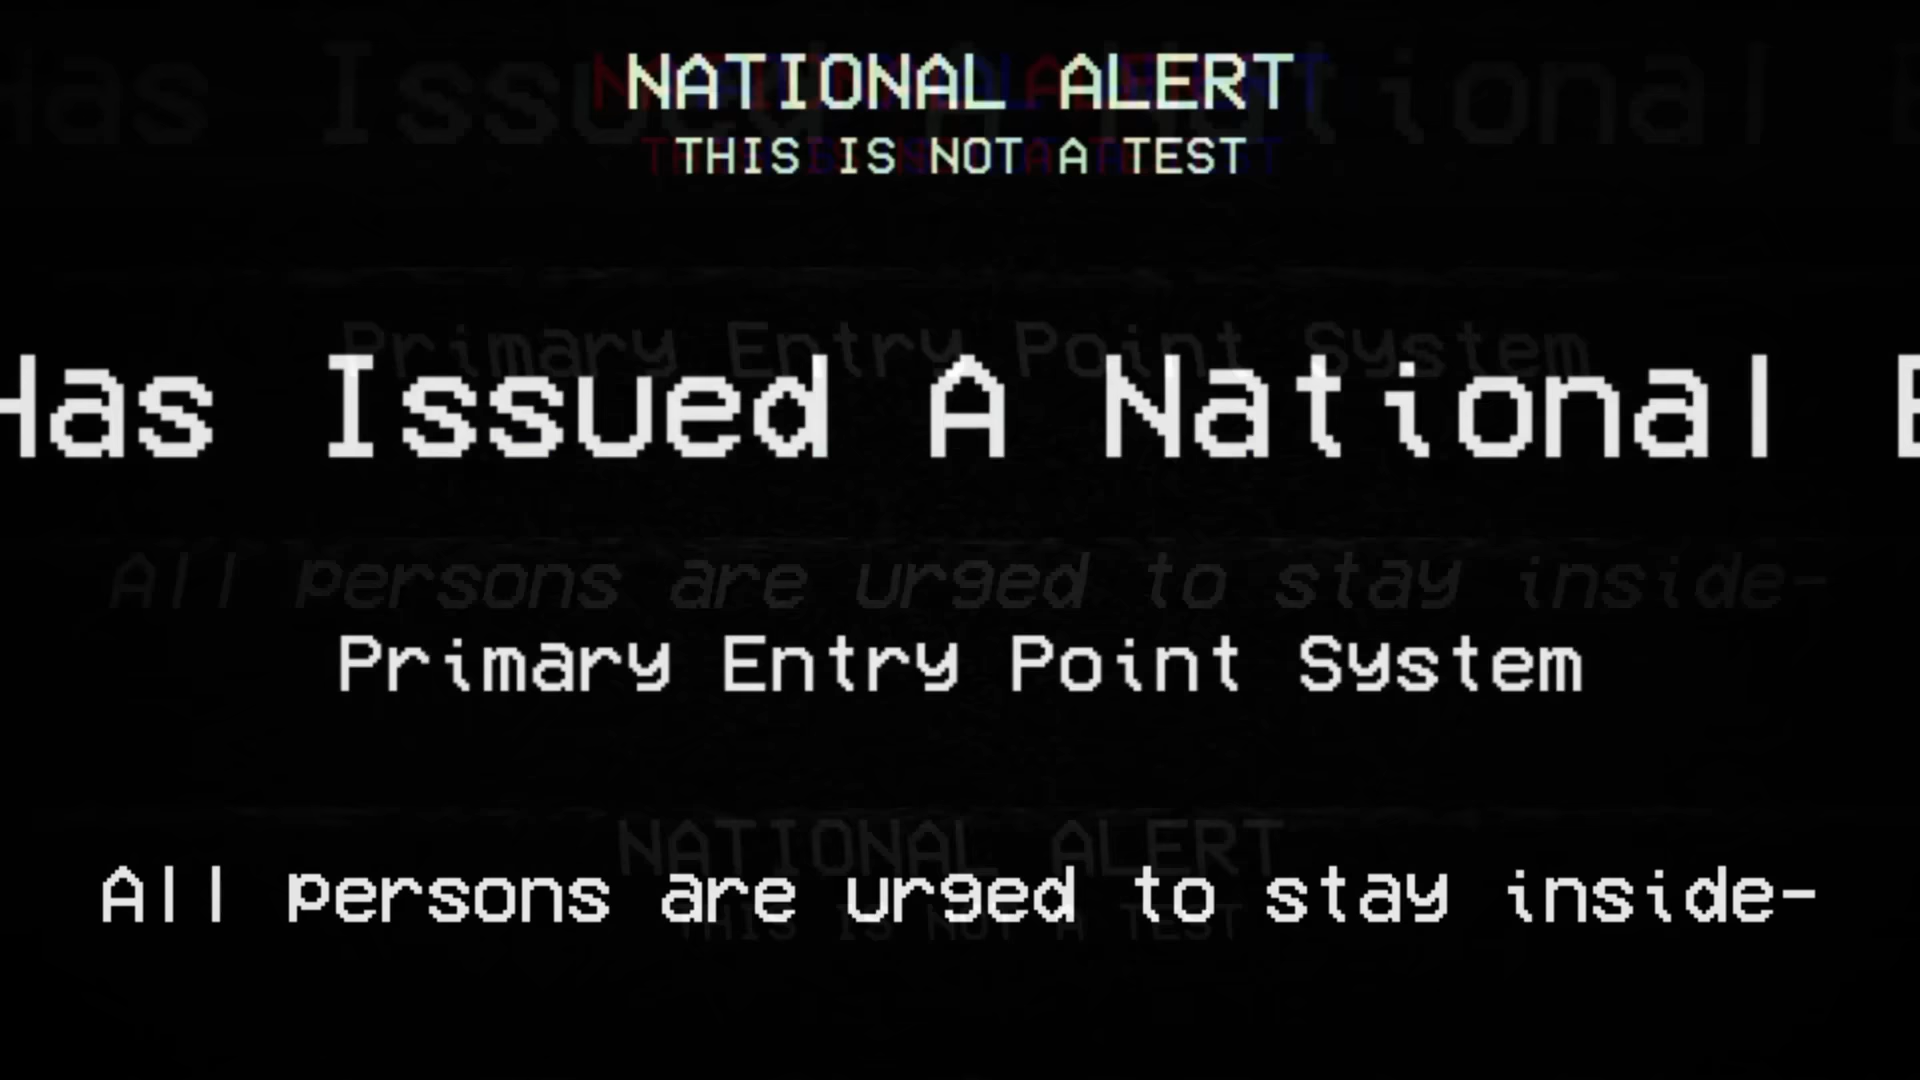 NATIONAL ALERT
THIS IS NOT A TEST
Has Issued A National E
Primary Entry Point System
All persons are urged to stay inside-